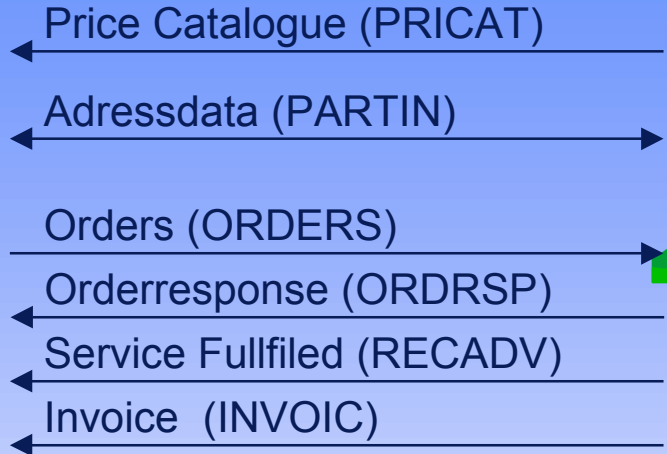 Price Catalogue (PRICAT)
Adressdata (PARTIN)
Orders (ORDERS)
Orderresponse (ORDRSP)
Service Fullfiled (RECADV)
Invoice (INVOIC)